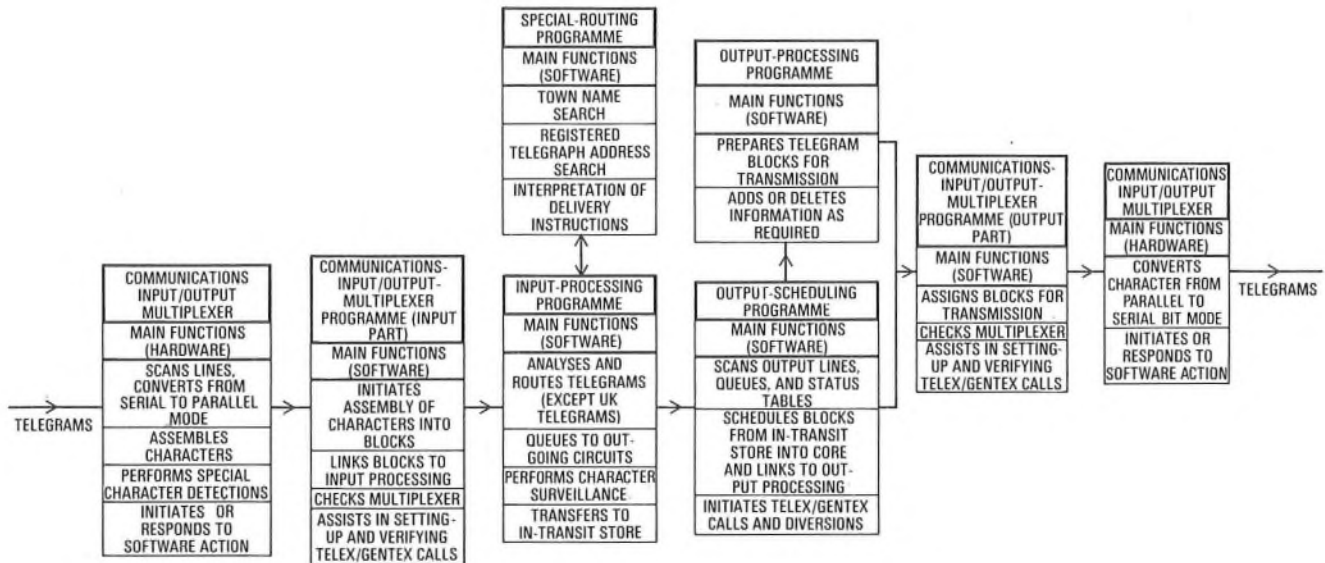 SPECIAL-ROUTING
PROGRAMME
MAIN FUNCTIONS
(SOFTWARE)
TOWN NAME
SEARCH
REGISTERED
TELEGRAPH ADDRESS
SEARCH
INTERPRETATION OF
DELIVERY
INSTRUCTIONS
OUTPUT-PROCESSING
PROGRAMME
MAIN FUNCTIONS
(SOFTWARE)
PREPARES TELEGRAM
BLOCKS FOR
TRANSMISSION
ADDS OR DELETES
INFORMATION AS
REQUIRED
TELEGRAMS
COMMUNICATIONS
INPUT/OUTPUT
MULTIPLEXER
MAIN FUNCTIONS
(HARDWARE)
SCANS LINES,
CONVERTS FROM
SERIAL TO PARALLEL
MODE
ASSEMBLES
CHARACTERS
PERFORMS SPECIAL
CHARACTER DETECTIONS
INITIATES OR
RESPONDS TO
SOFTWARE ACTION
COMMUNICATIONS-
INPUT/OUTPUT-
MULTIPLEXER
PROGRAMME (INPUT
PART)
MAIN FUNCTIONS
(SOFTWARE)
INITIATES
ASSEMBLY OF
CHARACTERS INTO
BLOCKS
LINKS BLOCKS TO
INPUT PROCESSING
CHECKS MULTIPLEXER
ASSISTS IN SETTING-
UP AND VERIFYING
TELEX/GENTEX CALLS
INPUT-PROCESSING
PROGRAMME
MAIN FUNCTIONS
(SOFTWARE)
ANALYSES AND
ROUTES TELEGRAMS
(EXCEPT UK
TELEGRAMS)
QUEUES TO OUT-
GOING CIRCUITS
PERFORMS CHARACTER
SURVEILLANCE
TRANSFERS TO
IN-TRANSIT STORE
OUTPUT-SCHEDULING
PROGRAMME
MAIN FUNCTIONS
(SOFTWARE)
SCANS OUTPUT LINES,
QUEUES, AND STATUS
TABLES
SCHEDULES BLOCKS
FROM IN-TRANSIT
STORE INTO CORE
AND LINKS TO OUT-
PUT PROCESSING
INITIATES TELEX/GENTEX
CALLS AND DIVERSIONS
COMMUNICATIONS-
INPUT/OUTPUT-
MULTIPLEXER
PROGRAMME (OUTPUT
PART)
MAIN FUNCTIONS
(SOFTWARE)
ASSIGNS BLOCKS FOR
TRANSMISSION
CHECKS MULTIPLEXER
ASSISTS IN SETTING-
UP AND VERIFYING
TELEX/GENTEX CALLS
COMMUNICATIONS
INPUT/OUTPUT
MULTIPLEXER
MAIN FUNCTIONS
(HARDWARE)
CONVERTS
CHARACTER FROM
PARALLEL TO
SERIAL BIT MODE
INITIATES OR
RESPONDS TO
SOFTWARE ACTION
TELEGRAMS